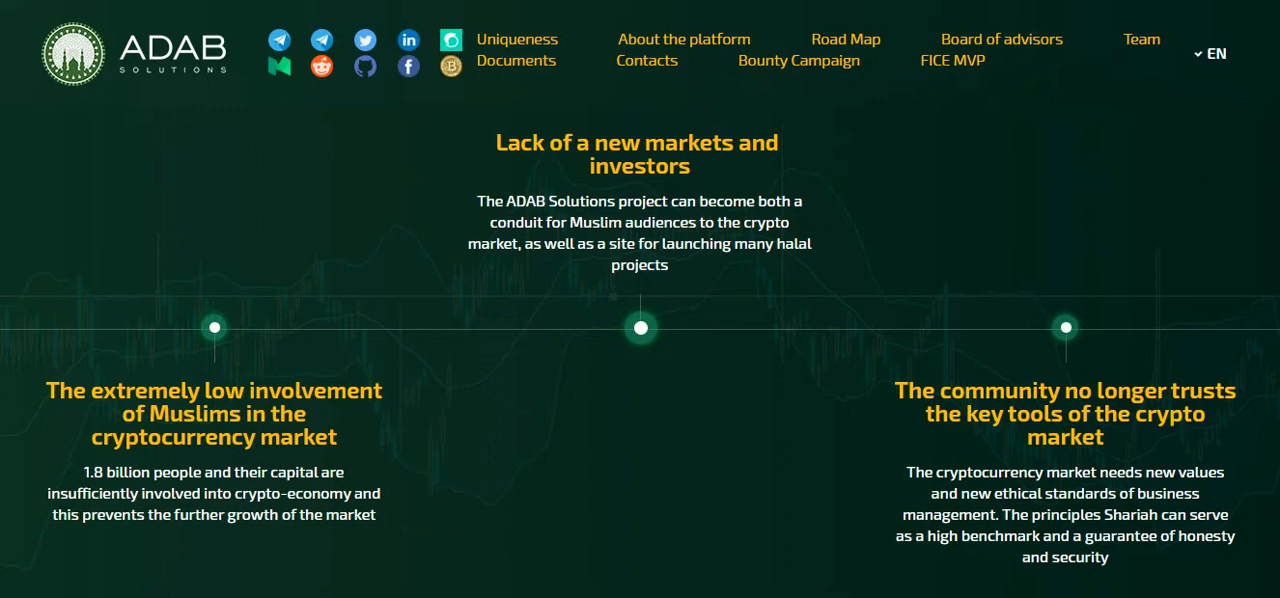 ADAB
SOLUTIONS
Uniqueness About the platform Road Map Board of advisors Team
Documents Contacts Bounty Campaign FICE MVP
EN
Lack of a new markets and
investors
The ADAB Solutions project can become both a
conduit for Muslim audiences to the crypto
market, as well as a site for launching many halal
projects
The extremely low involvement
of Muslims in the
cryptocurrency market
1.8 billion people and their capital are
insufficiently involved into crypto-economy and
this prevents the further growth of the market
The community no longer trusts
the key tools of the crypto
market
The cryptocurrency market needs new values
and new ethical standards of business
management. The principles Shariah can serve
as a high benchmark and a guarantee of honesty
and security